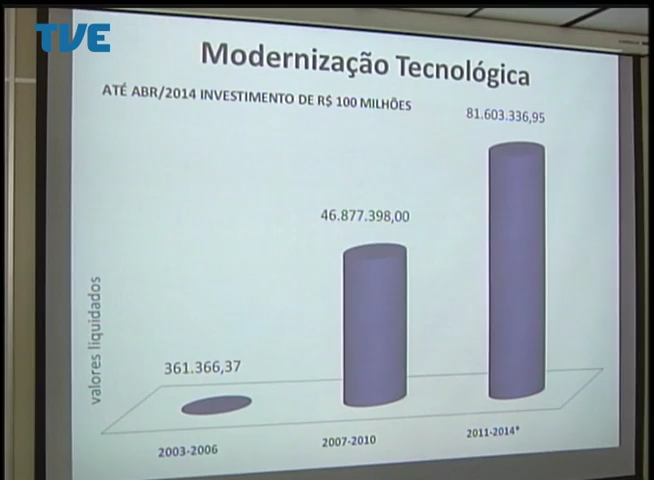 TVE
Modernização Tecnológica
ATÉ ABR/2014 INVESTIMENTO DE R$ 100 MILHÕES
81.603.336,95
46.877.398,00
361.366,37
valores liquidados
2003-2006
2007-2010
2011-2014*